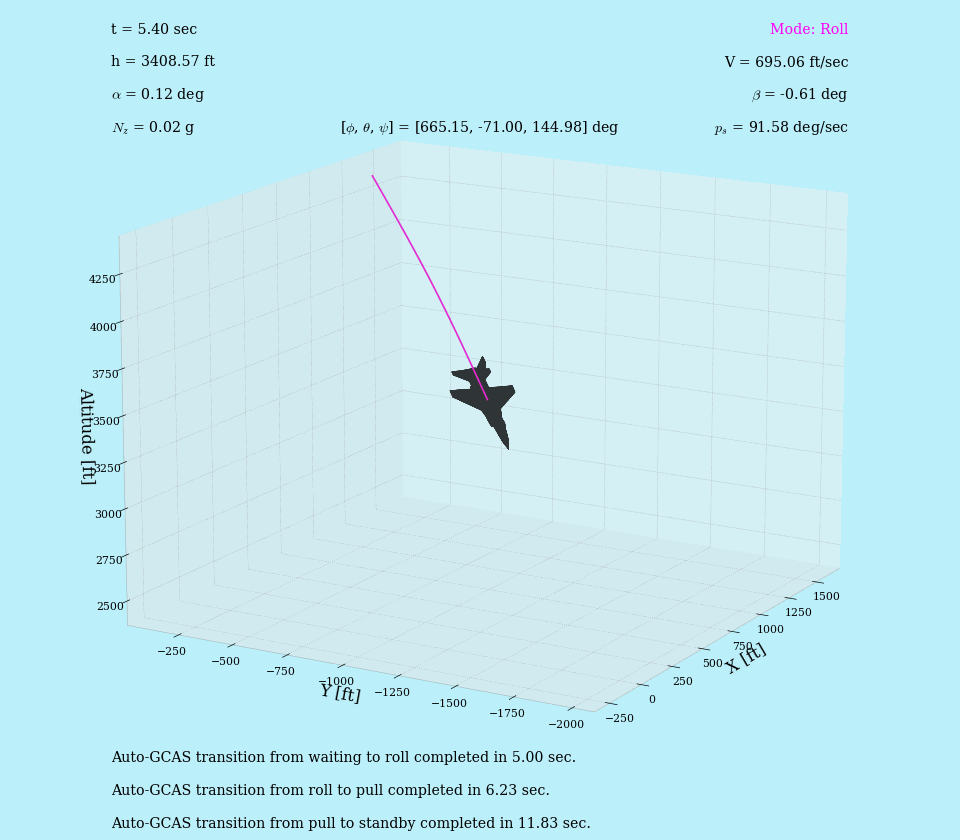 t = 5.40 sec
Mode: Roll
h = 3408.57 ft
V = 695.06 ft/sec
α = 0.12 deg
β = -0.61 deg
N_z = 0.02 g
[ϕ, θ, ψ] = [665.15, -71.00, 144.98] deg
p_s = 91.58 deg/sec
4250
4000
3750
3500
3250
3000
2750
2500
Altitude [ft]
−250
−500
−750
−1000
−1250
−1500
−1750
−2000
Y [ft]
1500
1250
1000
750
500
250
0
−250
X [ft]
Auto-GCAS transition from waiting to roll completed in 5.00 sec.
Auto-GCAS transition from roll to pull completed in 6.23 sec.
Auto-GCAS transition from pull to standby completed in 11.83 sec.